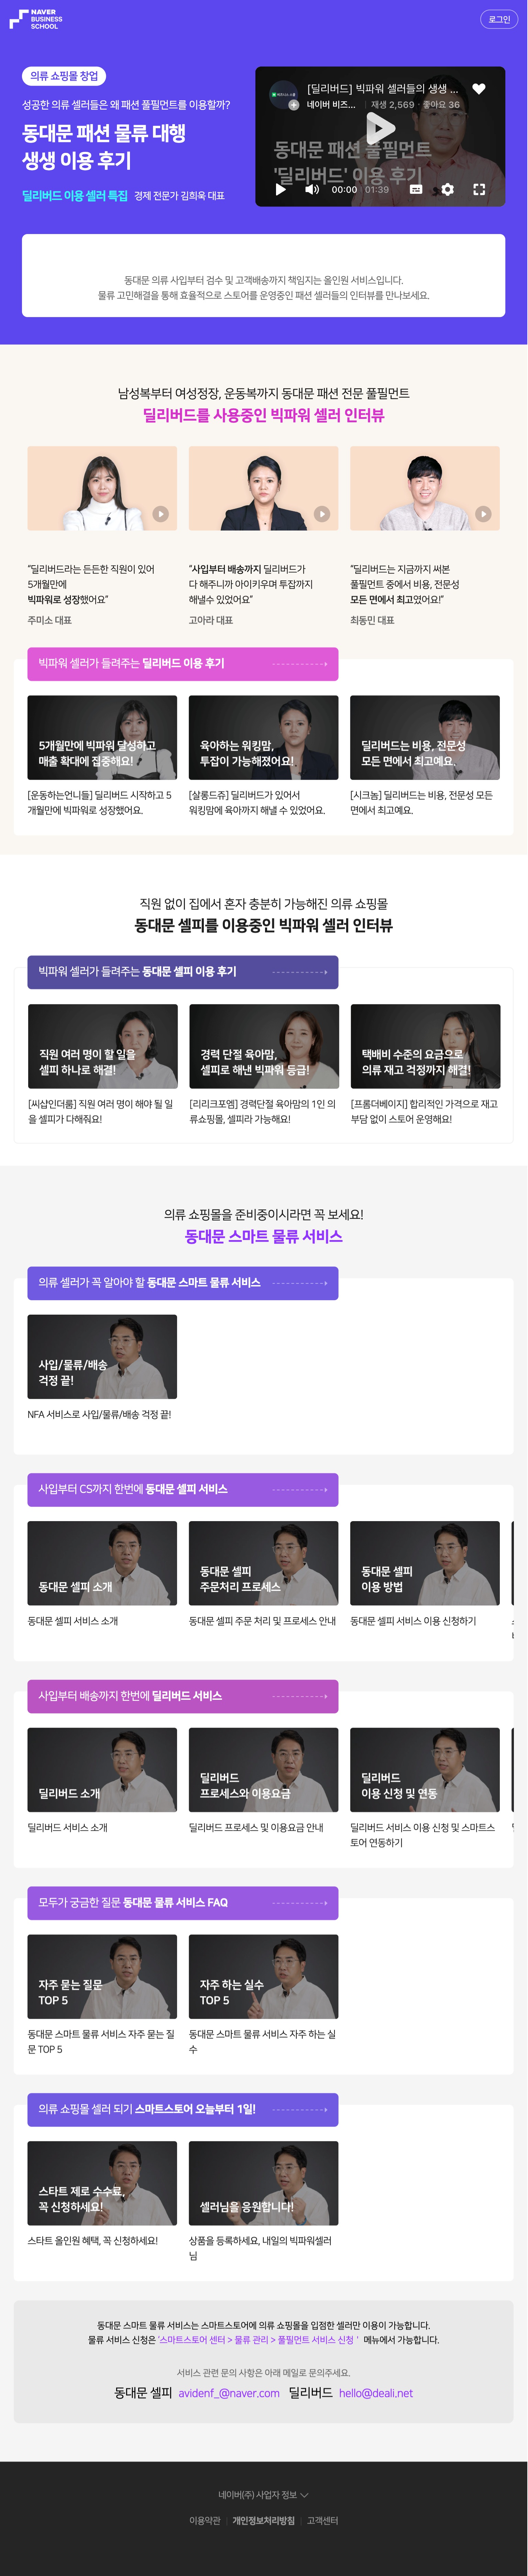 NAVER
BUSINESS
SCHOOL
로그인
의류 쇼핑몰 창업
성공한 의류 셀러들은 왜 패션 풀필먼트를 이용할까?
동대문 패션 물류 대행
생생 이용 후기
딜리버드 이용 셀러 특집 경제 전문가 김희욱 대표
[딜리버드] 빅파워 셀러들의 생생 ...
네이버 비즈... 재생 2,569 · 좋아요 36
동대문 패션 풀필먼트
'딜리버드' 이용 후기
00:00 01:39
동대문 의류 사입부터 검수 및 고객배송까지 책임지는 올인원 서비스입니다.
물류 고민해결을 통해 효율적으로 스토어를 운영중인 패션 셀러들의 인터뷰를 만나보세요.
남성복부터 여성정장, 운동복까지 동대문 패션 전문 풀필먼트
딜리버드를 사용중인 빅파워 셀러 인터뷰
"딜리버드라는 든든한 직원이 있어
5개월만에
빅파워로 성장했어요"
주미소 대표
"사입부터 배송까지 딜리버드가
다 해주니까 아이키우며 투잡까지
해낼수 있었어요"
고아라 대표
"딜리버드는 지금까지 써본
풀필먼트 중에서 비용, 전문성
모든 면에서 최고였어요!"
최동민 대표
빅파워 셀러가 들려주는 딜리버드 이용 후기
5개월만에 빅파워 달성하고
매출 확대에 집중해요!
육아하는 워킹맘,
투잡이 가능해졌어요!
딜리버드는 비용, 전문성
모든 면에서 최고예요.
[운동하는언니들] 딜리버드 시작하고 5
개월만에 빅파워로 성장했어요.
[살롱드쥬] 딜리버드가 있어서
워킹맘에 육아까지 해낼 수 있었어요.
[시크놈] 딜리버드는 비용, 전문성 모든
면에서 최고예요.
직원 없이 집에서 혼자 충분히 가능해진 의류 쇼핑몰
동대문 셀피를 이용중인 빅파워 셀러 인터뷰
빅파워 셀러가 들려주는 동대문 셀피 이용 후기
직원 여러 명이 할 일을
셀피 하나로 해결!
경력 단절 육아맘,
셀피로 해낸 빅파워 등급!
택배비 수준의 요금으로
의류 재고 걱정까지 해결!
[씨샵인더룸] 직원 여러 명이 해야 될 일
을 셀피가 다해줘요!
[리리크포엠] 경력단절 육아맘의 1인 의
류쇼핑몰, 셀피라 가능해요!
[프롬더베이지] 합리적인 가격으로 재고
부담 없이 스토어 운영해요!
의류 쇼핑몰을 준비중이시라면 꼭 보세요!
동대문 스마트 물류 서비스
의류 셀러가 꼭 알아야 할 동대문 스마트 물류 서비스
사입/물류/배송
걱정 끝!
NFA 서비스로 사입/물류/배송 걱정 끝!
사입부터 CS까지 한번에 동대문 셀피 서비스
동대문 셀피 소개
동대문 셀피
주문처리 프로세스
동대문 셀피
이용 방법
동대문 셀피 서비스 소개
동대문 셀피 주문 처리 및 프로세스 안내
동대문 셀피 서비스 이용 신청하기
사입부터 배송까지 한번에 딜리버드 서비스
딜리버드 소개
딜리버드
프로세스와 이용요금
딜리버드
이용 신청 및 연동
딜리버드 서비스 소개
딜리버드 프로세스 및 이용요금 안내
딜리버드 서비스 이용 신청 및 스마트스
토어 연동하기
모두가 궁금한 질문 동대문 물류 서비스 FAQ
자주 묻는 질문
TOP 5
자주 하는 실수
TOP 5
동대문 스마트 물류 서비스 자주 묻는 질
문 TOP 5
동대문 스마트 물류 서비스 자주 하는 실
수
의류 쇼핑몰 셀러 되기 스마트스토어 오늘부터 1일!
스타트 제로 수수료,
꼭 신청하세요!
셀러님을 응원합니다!
스타트 올인원 혜택, 꼭 신청하세요!
상품을 등록하세요, 내일의 빅파워셀러
님
동대문 스마트 물류 서비스는 스마트스토어에 의류 쇼핑몰을 입점한 셀러만 이용이 가능합니다.
물류 서비스 신청은 '스마트스토어 센터 > 물류 관리 > 풀필먼트 서비스 신청 ' 메뉴에서 가능합니다.
서비스 관련 문의 사항은 아래 메일로 문의주세요.
동대문 셀피 avidenf_@naver.com 딜리버드 hello@deali.net
네이버(주) 사업자 정보
이용약관 개인정보처리방침 고객센터